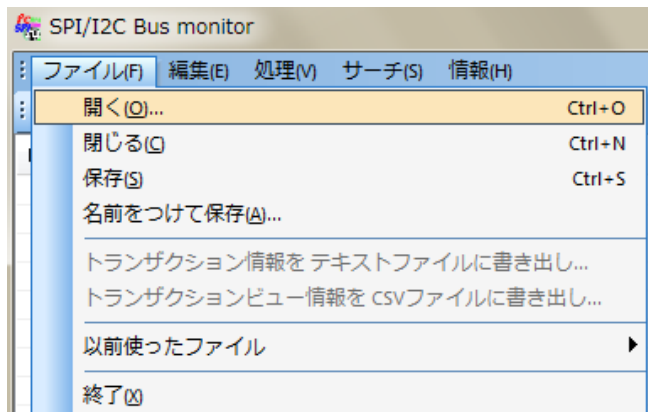 SPI/I2C Bus monitor
ファイル(F) 編集(E) 処理(V) サーチ(S) 情報(H)
開く(O)... Ctrl+O
閉じる(C) Ctrl+N
保存(S) Ctrl+S
名前をつけて保存(A)...
トランザクション情報を テキストファイルに書き出し...
トランザクションビュー情報を CSVファイルに書き出し...
以前使ったファイル
終了(X)